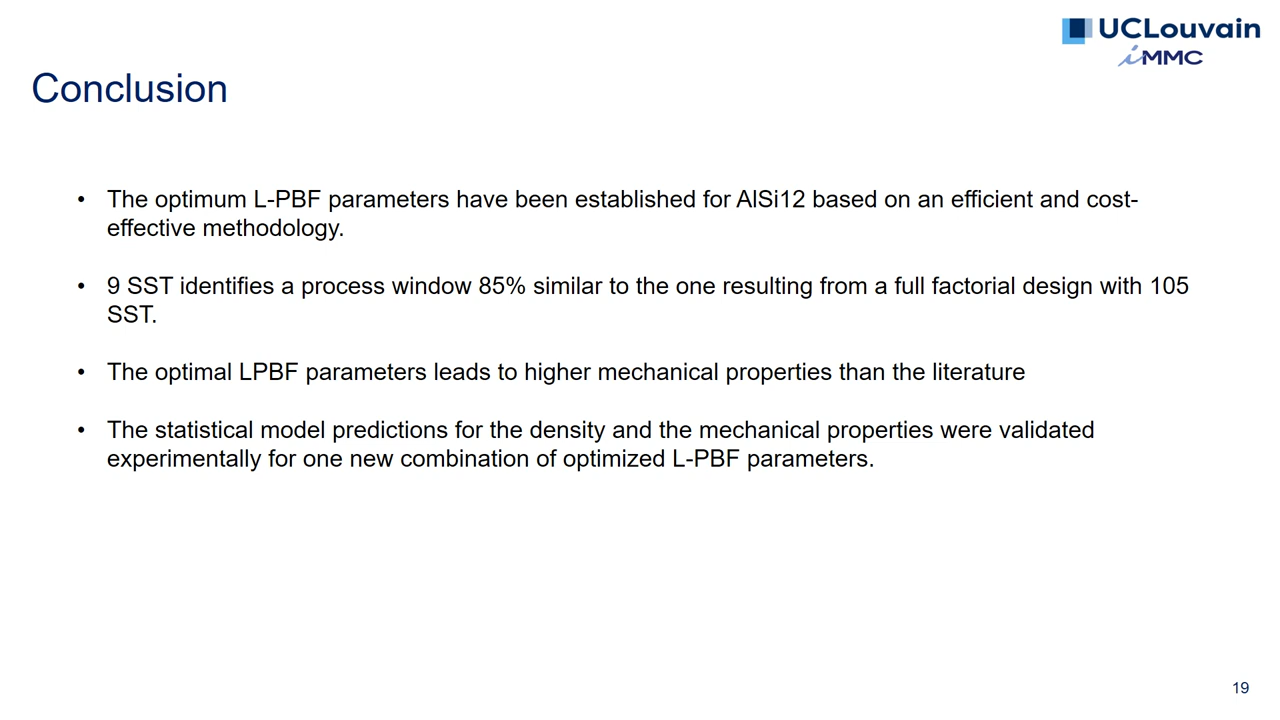 UCLouvain
iMMC
Conclusion
• The optimum L-PBF parameters have been established for AlSi12 based on an efficient and cost-
effective methodology.
• 9 SST identifies a process window 85% similar to the one resulting from a full factorial design with 105
SST.
• The optimal LPBF parameters leads to higher mechanical properties than the literature
• The statistical model predictions for the density and the mechanical properties were validated
experimentally for one new combination of optimized L-PBF parameters.
19